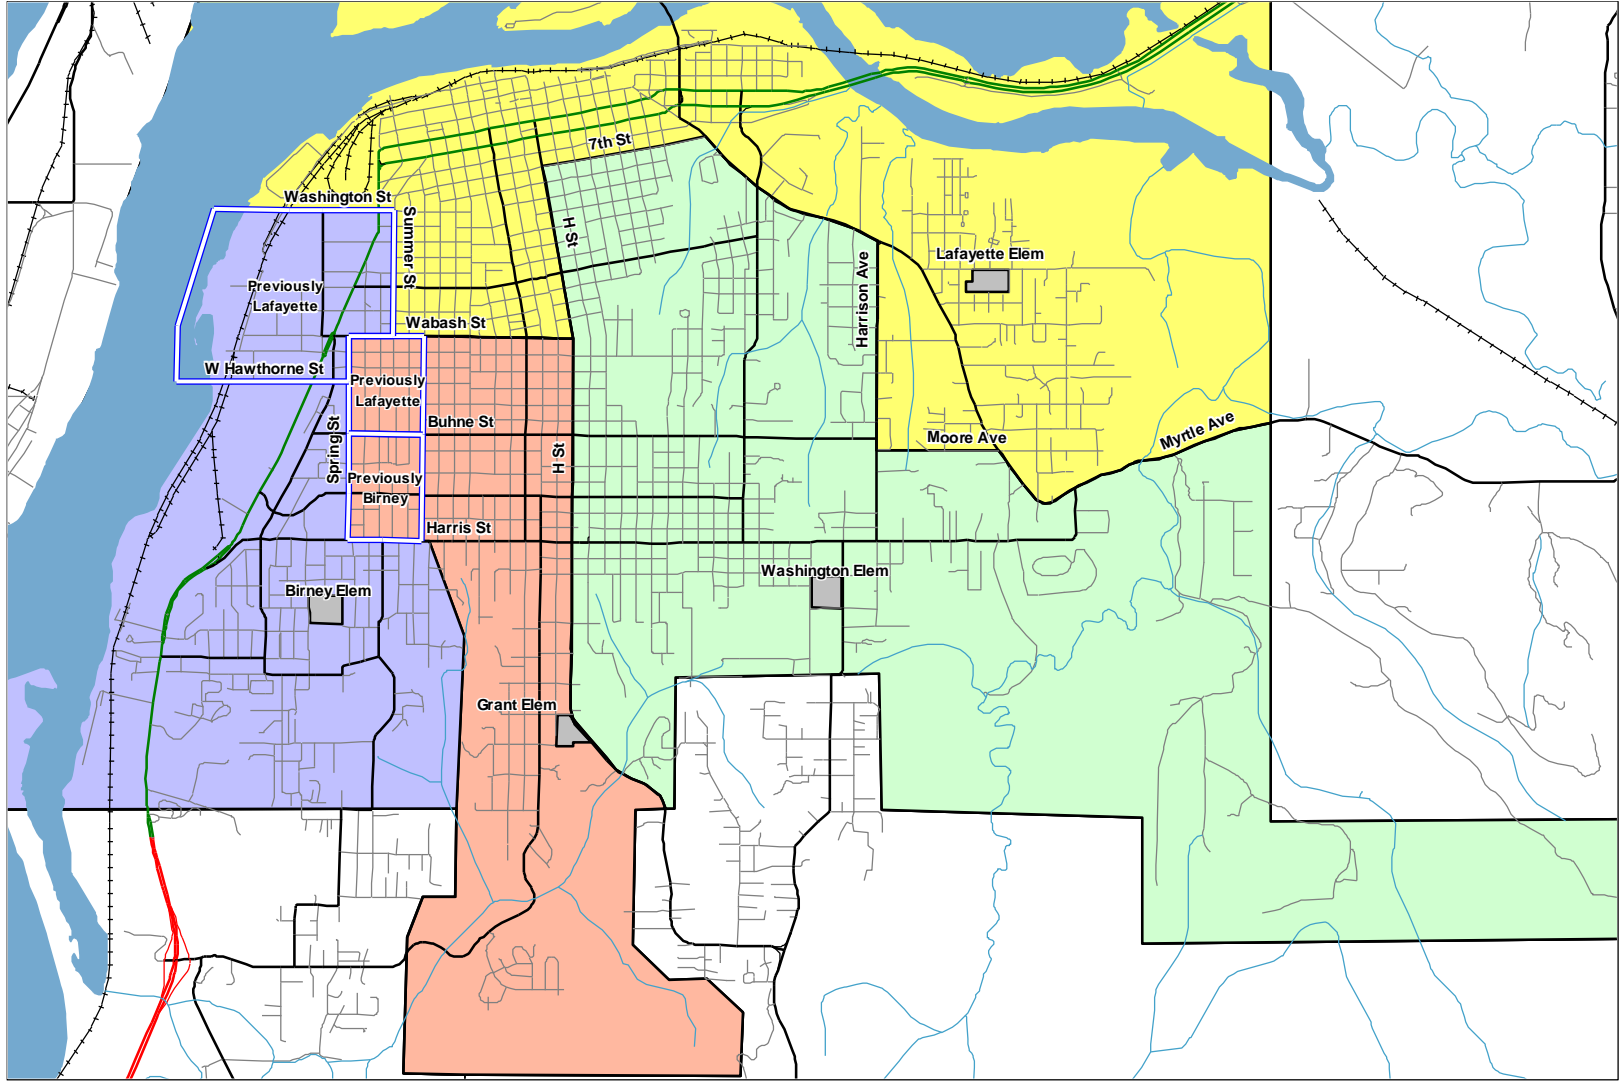 7th St
Washington St
Summer St
H St
Harrison Ave
Lafayette Elem
Previously
Lafayette
Wabash St
W Hawthorne St
Previously
Lafayette
Buhne St
Spring St
H St
Moore Ave
Myrtle Ave
Previously
Birney
Harris St
Birney Elem
Washington Elem
Grant Elem